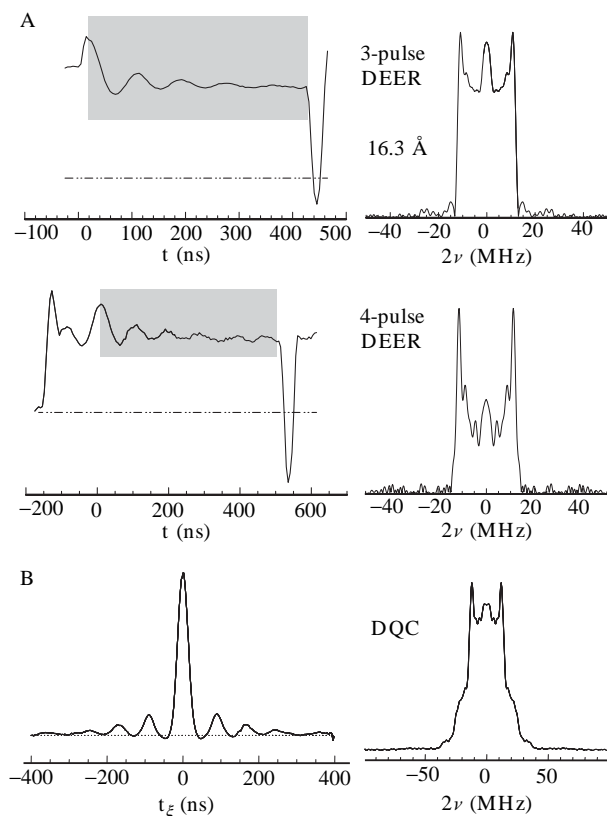 A
3-pulse
DEER
16.3 Å
−100 0 100 200 300 400 500
t (ns)
−40 −20 0 20 40
2ν (MHz)
4-pulse
DEER
−200 0 200 400 600
t (ns)
−40 −20 0 20 40
2ν (MHz)
B
DQC
−400 −200 0 200 400
tξ (ns)
−50 0 50
2ν (MHz)